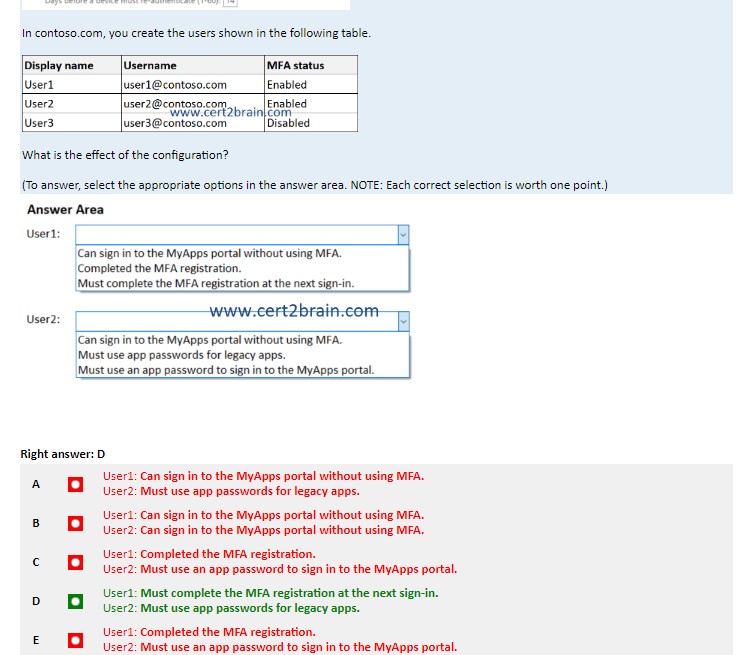 Days before a device must re-authenticate (1-60): 14
In contoso.com, you create the users shown in the following table.
Display name Username MFA status
User1 user1@contoso.com Enabled
User2 user2@contoso.com Enabled
www.cert2brain.com
User3 user3@contoso.com Disabled
What is the effect of the configuration?
(To answer, select the appropriate options in the answer area. NOTE: Each correct selection is worth one point.)
Answer Area
User1:
Can sign in to the MyApps portal without using MFA.
Completed the MFA registration.
Must complete the MFA registration at the next sign-in.
www.cert2brain.com
User2:
Can sign in to the MyApps portal without using MFA.
Must use app passwords for legacy apps.
Must use an app password to sign in to the MyApps portal.
Right answer: D
A
User1: Can sign in to the MyApps portal without using MFA.
User2: Must use app passwords for legacy apps.
B
User1: Can sign in to the MyApps portal without using MFA.
User2: Can sign in to the MyApps portal without using MFA.
C
User1: Completed the MFA registration.
User2: Must use an app password to sign in to the MyApps portal.
D
User1: Must complete the MFA registration at the next sign-in.
User2: Must use app passwords for legacy apps.
E
User1: Completed the MFA registration.
User2: Must use an app password to sign in to the MyApps portal.